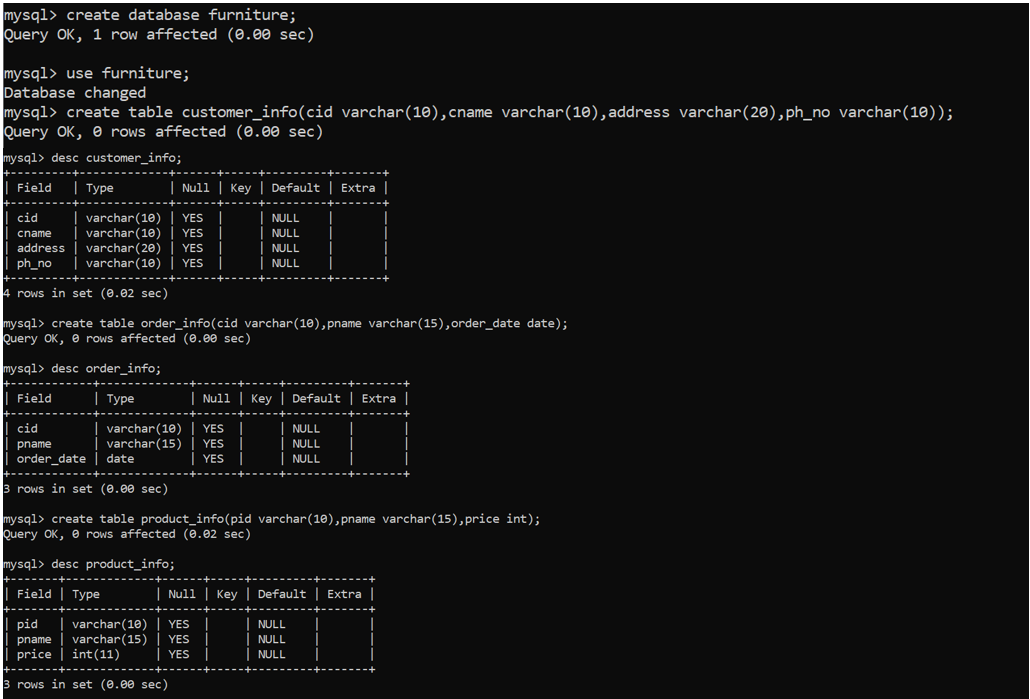 mysql> create database furniture;
Query OK, 1 row affected (0.00 sec)
mysql> use furniture;
Database changed
mysql> create table customer_info(cid varchar(10),cname varchar(10),address varchar(20),ph_no varchar(10));
Query OK, 0 rows affected (0.00 sec)
mysql> desc customer_info;
+---------+-------------+------+-----+---------+-------+
| Field   | Type        | Null | Key | Default | Extra |
+---------+-------------+------+-----+---------+-------+
| cid     | varchar(10) | YES  |     | NULL    |       |
| cname   | varchar(10) | YES  |     | NULL    |       |
| address | varchar(20) | YES  |     | NULL    |       |
| ph_no   | varchar(10) | YES  |     | NULL    |       |
+---------+-------------+------+-----+---------+-------+
4 rows in set (0.02 sec)
mysql> create table order_info(cid varchar(10),pname varchar(15),order_date date);
Query OK, 0 rows affected (0.00 sec)
mysql> desc order_info;
+------------+-------------+------+-----+---------+-------+
| Field      | Type        | Null | Key | Default | Extra |
+------------+-------------+------+-----+---------+-------+
| cid        | varchar(10) | YES  |     | NULL    |       |
| pname      | varchar(15) | YES  |     | NULL    |       |
| order_date | date        | YES  |     | NULL    |       |
+------------+-------------+------+-----+---------+-------+
3 rows in set (0.00 sec)
mysql> create table product_info(pid varchar(10),pname varchar(15),price int);
Query OK, 0 rows affected (0.02 sec)
mysql> desc product_info;
+-------+-------------+------+-----+---------+-------+
| Field | Type        | Null | Key | Default | Extra |
+-------+-------------+------+-----+---------+-------+
| pid   | varchar(10) | YES  |     | NULL    |       |
| pname | varchar(15) | YES  |     | NULL    |       |
| price | int(11)     | YES  |     | NULL    |       |
+-------+-------------+------+-----+---------+-------+
3 rows in set (0.00 sec)